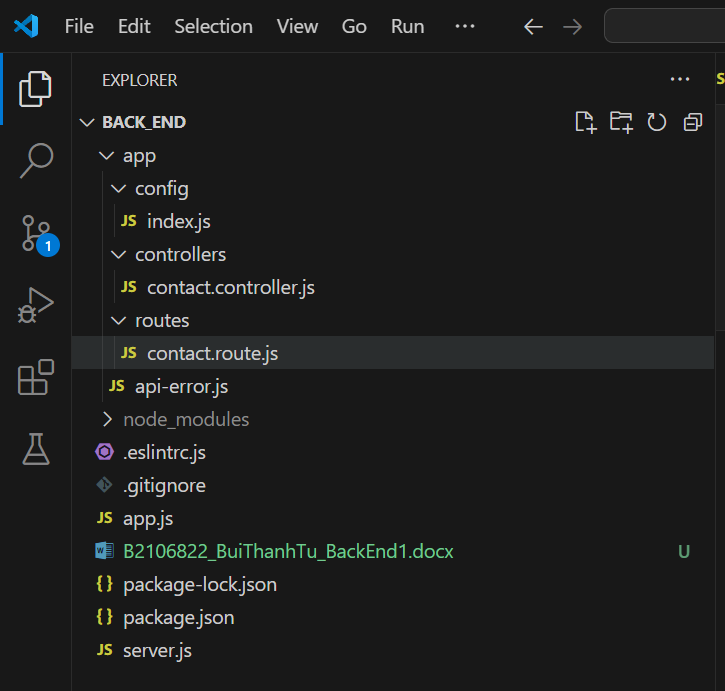 File Edit Selection View Go Run ···
EXPLORER ···
BACK_END
app
config
JS index.js
controllers
JS contact.controller.js
routes
JS contact.route.js
JS api-error.js
node_modules
.eslintrc.js
.gitignore
JS app.js
B2106822_BuiThanhTu_BackEnd1.docx U
{} package-lock.json
{} package.json
JS server.js
1